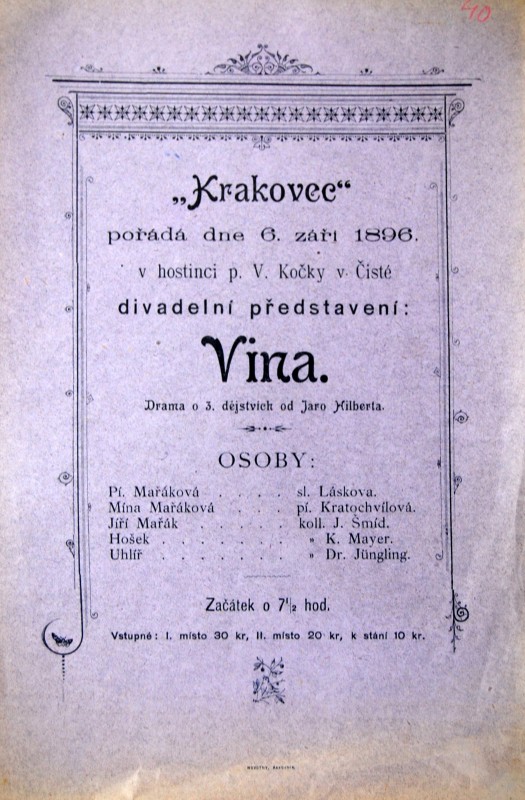 40.
„Krakovec“
pořádá dne 6. září 1896.
v hostinci p. V. Kočky v Čisté
divadelní představení:
Vina.
Drama o 3. dějstvích od Jaro Hilberta.
OSOBY:
Pí. Mařáková . . . . sl. Láskova.
Mína Mařáková . . . pí. Kratochvílová.
Jíří Mařák . . . . . koll. J. Šmíd.
Hošek . . . . . . . „ K. Mayer.
Uhlíř . . . . . . . „ Dr. Jüngling.
Začátek o 7½ hod.
Vstupné: I. místo 30 kr, II. místo 20 kr, k stání 10 kr.